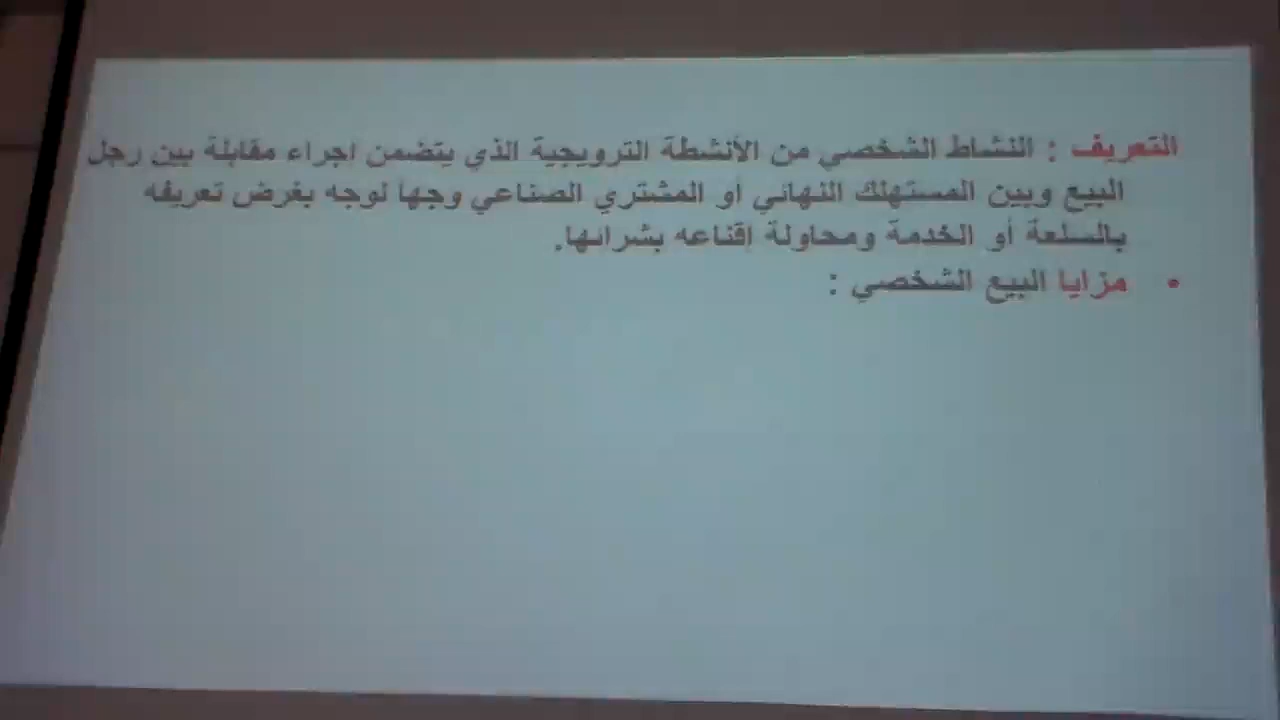 التعريف : النشاط الشخصي من الأنشطة الترويجية الذي يتضمن اجراء مقابلة بين رجل
البيع وبين المستهلك النهائي أو المشتري الصناعي وجها لوجه بغرض تعريفه
بالسلعة أو الخدمة ومحاولة إقناعه بشرائها.
• مزايا البيع الشخصي :